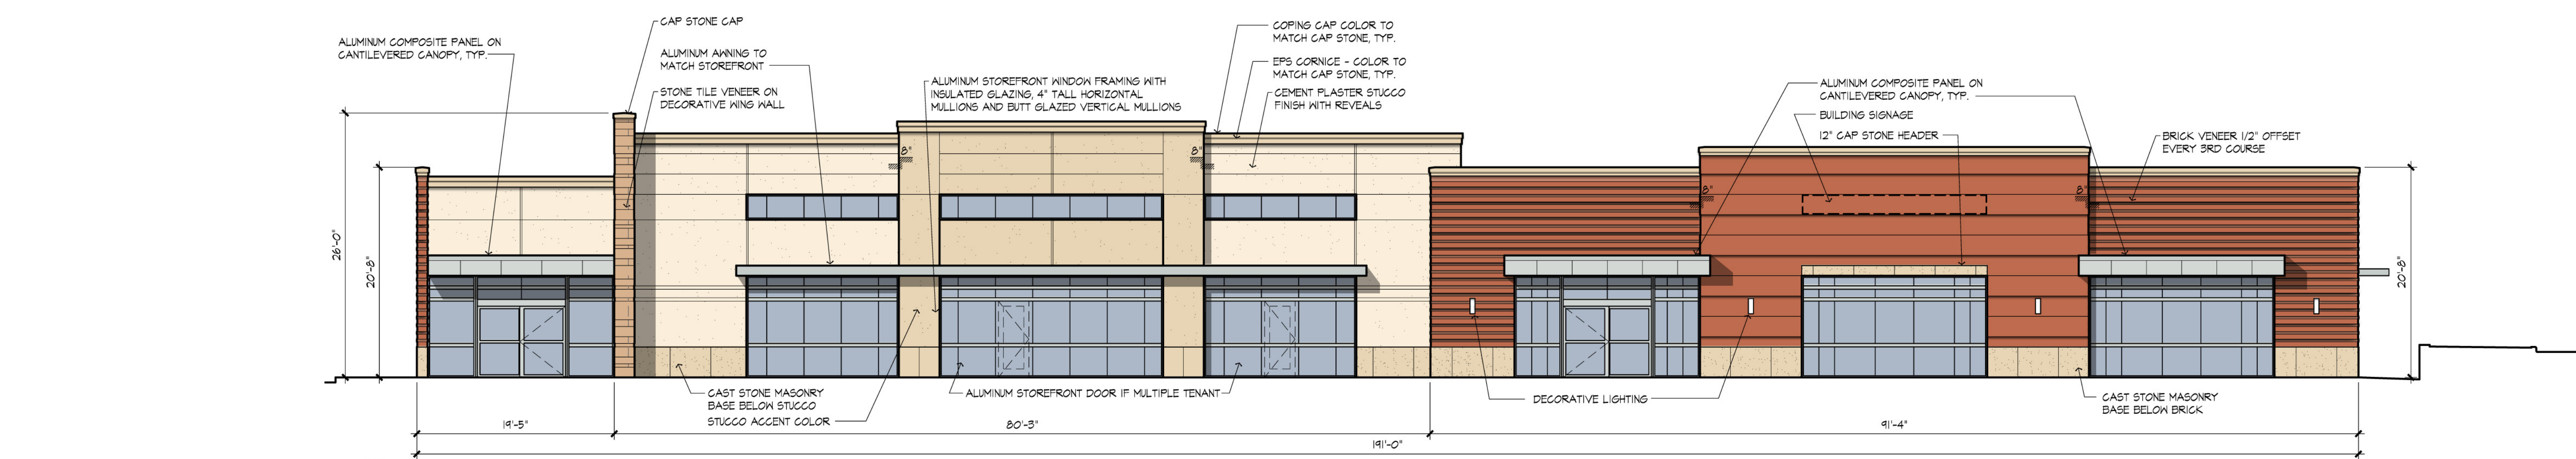 CAP STONE CAP
ALUMINUM COMPOSITE PANEL ON
CANTILEVERED CANOPY, TYP.
ALUMINUM AWNING TO
MATCH STOREFRONT
STONE TILE VENEER ON
DECORATIVE WING WALL
ALUMINUM STOREFRONT WINDOW FRAMING WITH
INSULATED GLAZING, 4" TALL HORIZONTAL
MULLIONS AND BUTT GLAZED VERTICAL MULLIONS
COPING CAP COLOR TO
MATCH CAP STONE, TYP.
EPS CORNICE - COLOR TO
MATCH CAP STONE, TYP.
CEMENT PLASTER STUCCO
FINISH WITH REVEALS
ALUMINUM COMPOSITE PANEL ON
CANTILEVERED CANOPY, TYP.
BUILDING SIGNAGE
12" CAP STONE HEADER
BRICK VENEER 1/2" OFFSET
EVERY 3RD COURSE
8"
8"
8"
8"
26'-0"
20'-8"
20'-8"
CAST STONE MASONRY
BASE BELOW STUCCO
STUCCO ACCENT COLOR
ALUMINUM STOREFRONT DOOR IF MULTIPLE TENANT
DECORATIVE LIGHTING
CAST STONE MASONRY
BASE BELOW BRICK
19'-5"
80'-3"
91'-4"
191'-0"